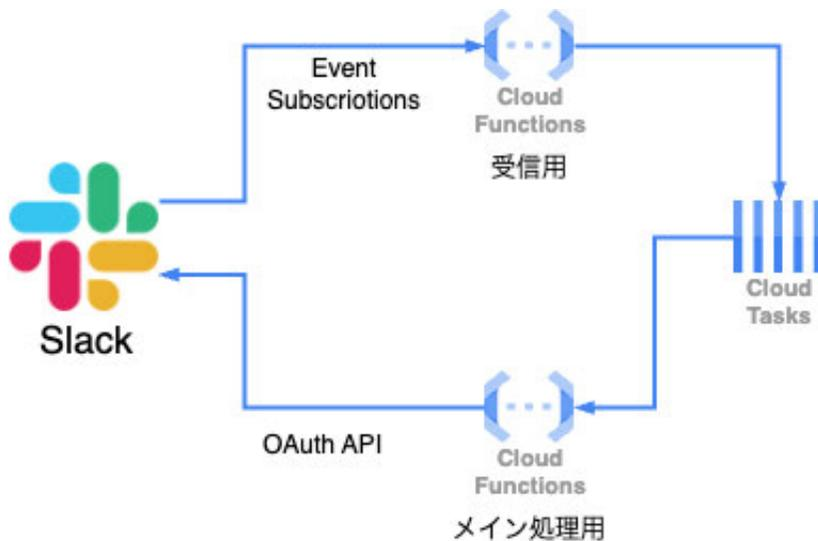 Event
Subscriotions
Cloud
Functions
受信用
Slack
Cloud
Tasks
OAuth API
Cloud
Functions
メイン処理用